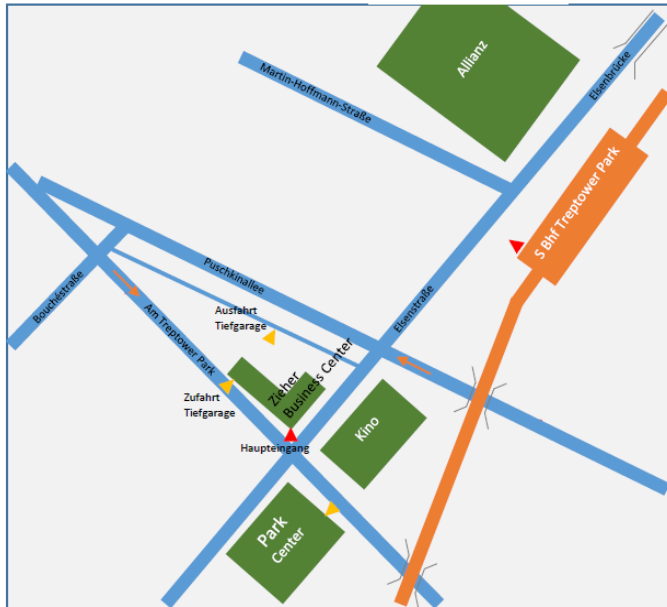 Allianz
Elsenbrücke
Martin-Hoffmann-Straße
S Bhf Treptower Park
Puschkinallee
Bouchéstraße
Am Treptower Park
Elsenstraße
Ausfahrt
Tiefgarage
Zieher
Business Center
Zufahrt
Tiefgarage
Kino
Haupteingang
Park
Center